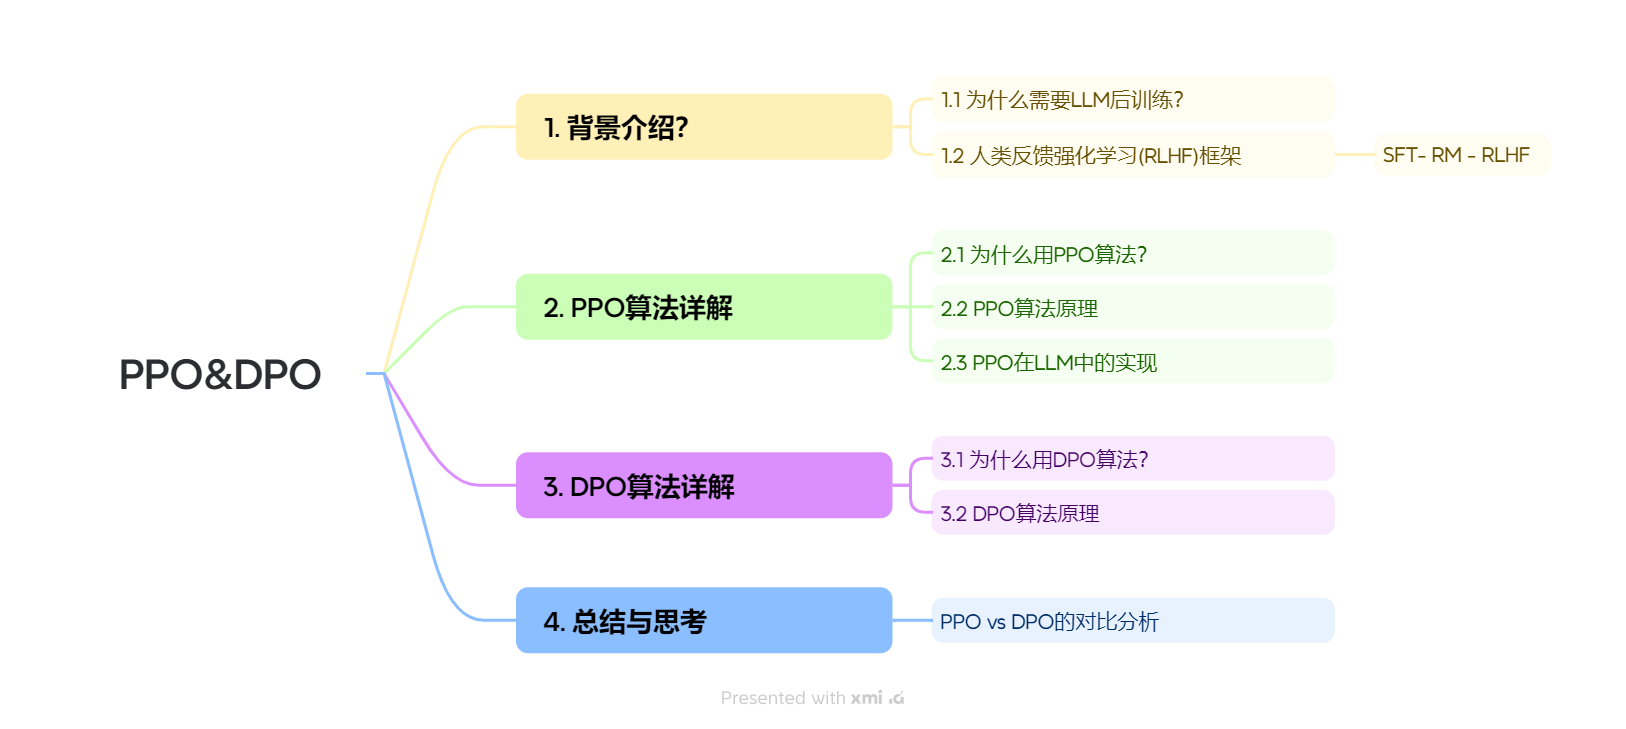 PPO&DPO
1. 背景介绍?
1.1 为什么需要LLM后训练?
1.2 人类反馈强化学习(RLHF)框架
SFT- RM - RLHF
2. PPO算法详解
2.1 为什么用PPO算法?
2.2 PPO算法原理
2.3 PPO在LLM中的实现
3. DPO算法详解
3.1 为什么用DPO算法?
3.2 DPO算法原理
4. 总结与思考
PPO vs DPO的对比分析
Presented with xmind